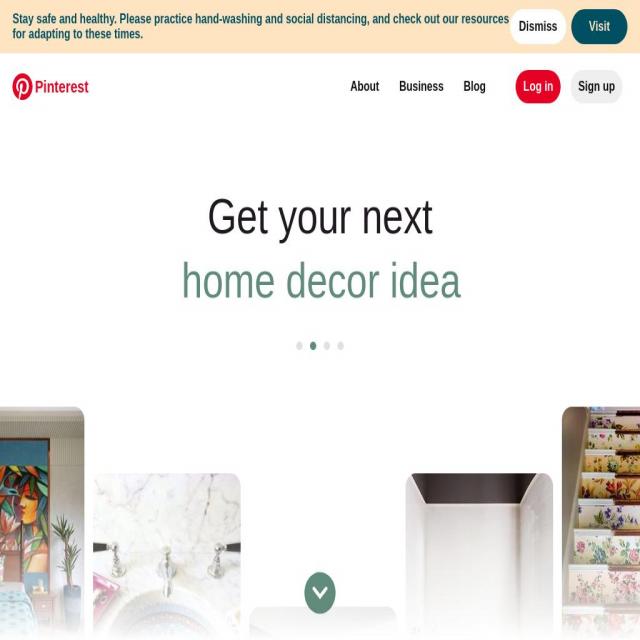 Stay safe and healthy. Please practice hand-washing and social distancing, and check out our resources
for adapting to these times.
Dismiss
Visit
Pinterest
About
Business
Blog
Log in
Sign up
Get your next
home decor idea